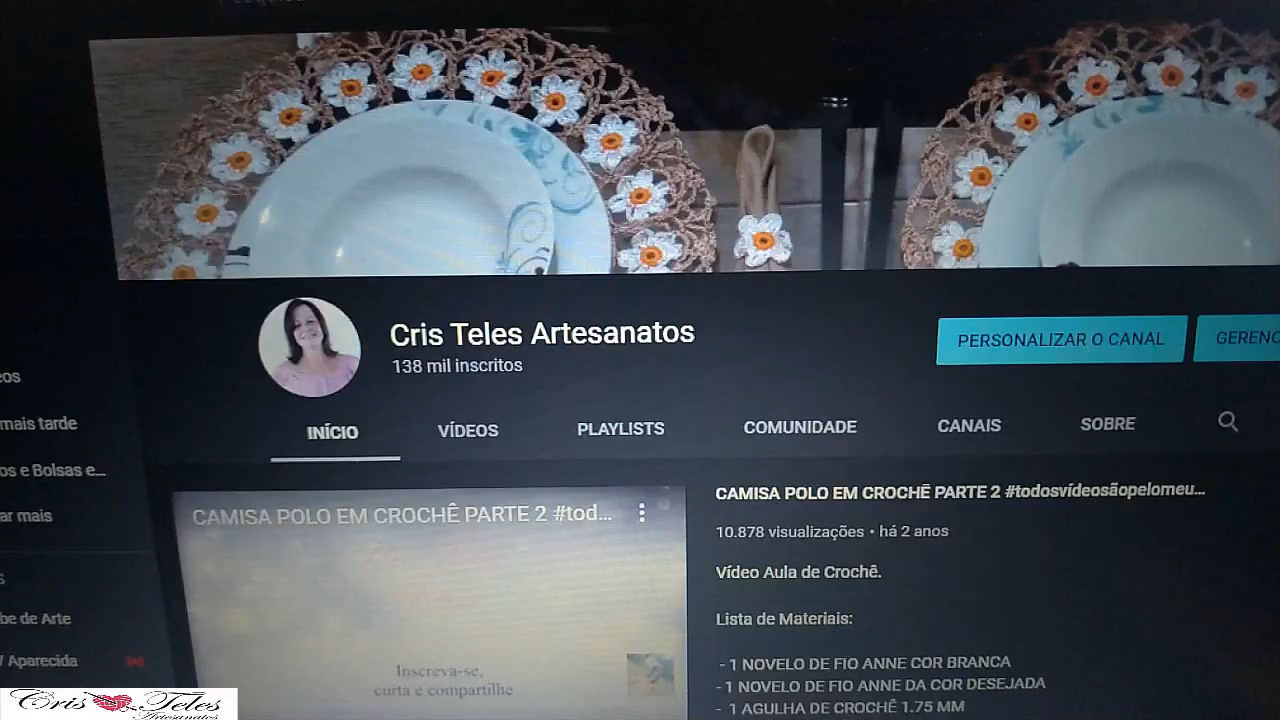 Cris Teles Artesanatos
138 mil inscritos
PERSONALIZAR O CANAL
GERENC
INÍCIO
VÍDEOS
PLAYLISTS
COMUNIDADE
CANAIS
SOBRE
eos
mais tarde
os e Bolsas e...
ar mais
s
be de Arte
/ Aparecida
CAMISA POLO EM CROCHÊ PARTE 2 #tod...
Inscreva-se,
curta e compartilhe
CAMISA POLO EM CROCHÊ PARTE 2 #todosvídeosãopelomeu...
10.878 visualizações • há 2 anos
Vídeo Aula de Crochê.
Lista de Materiais:
- 1 NOVELO DE FIO ANNE COR BRANCA
- 1 NOVELO DE FIO ANNE DA COR DESEJADA
- 1 AGULHA DE CROCHÊ 1.75 MM
Cris Teles
Artesanatos